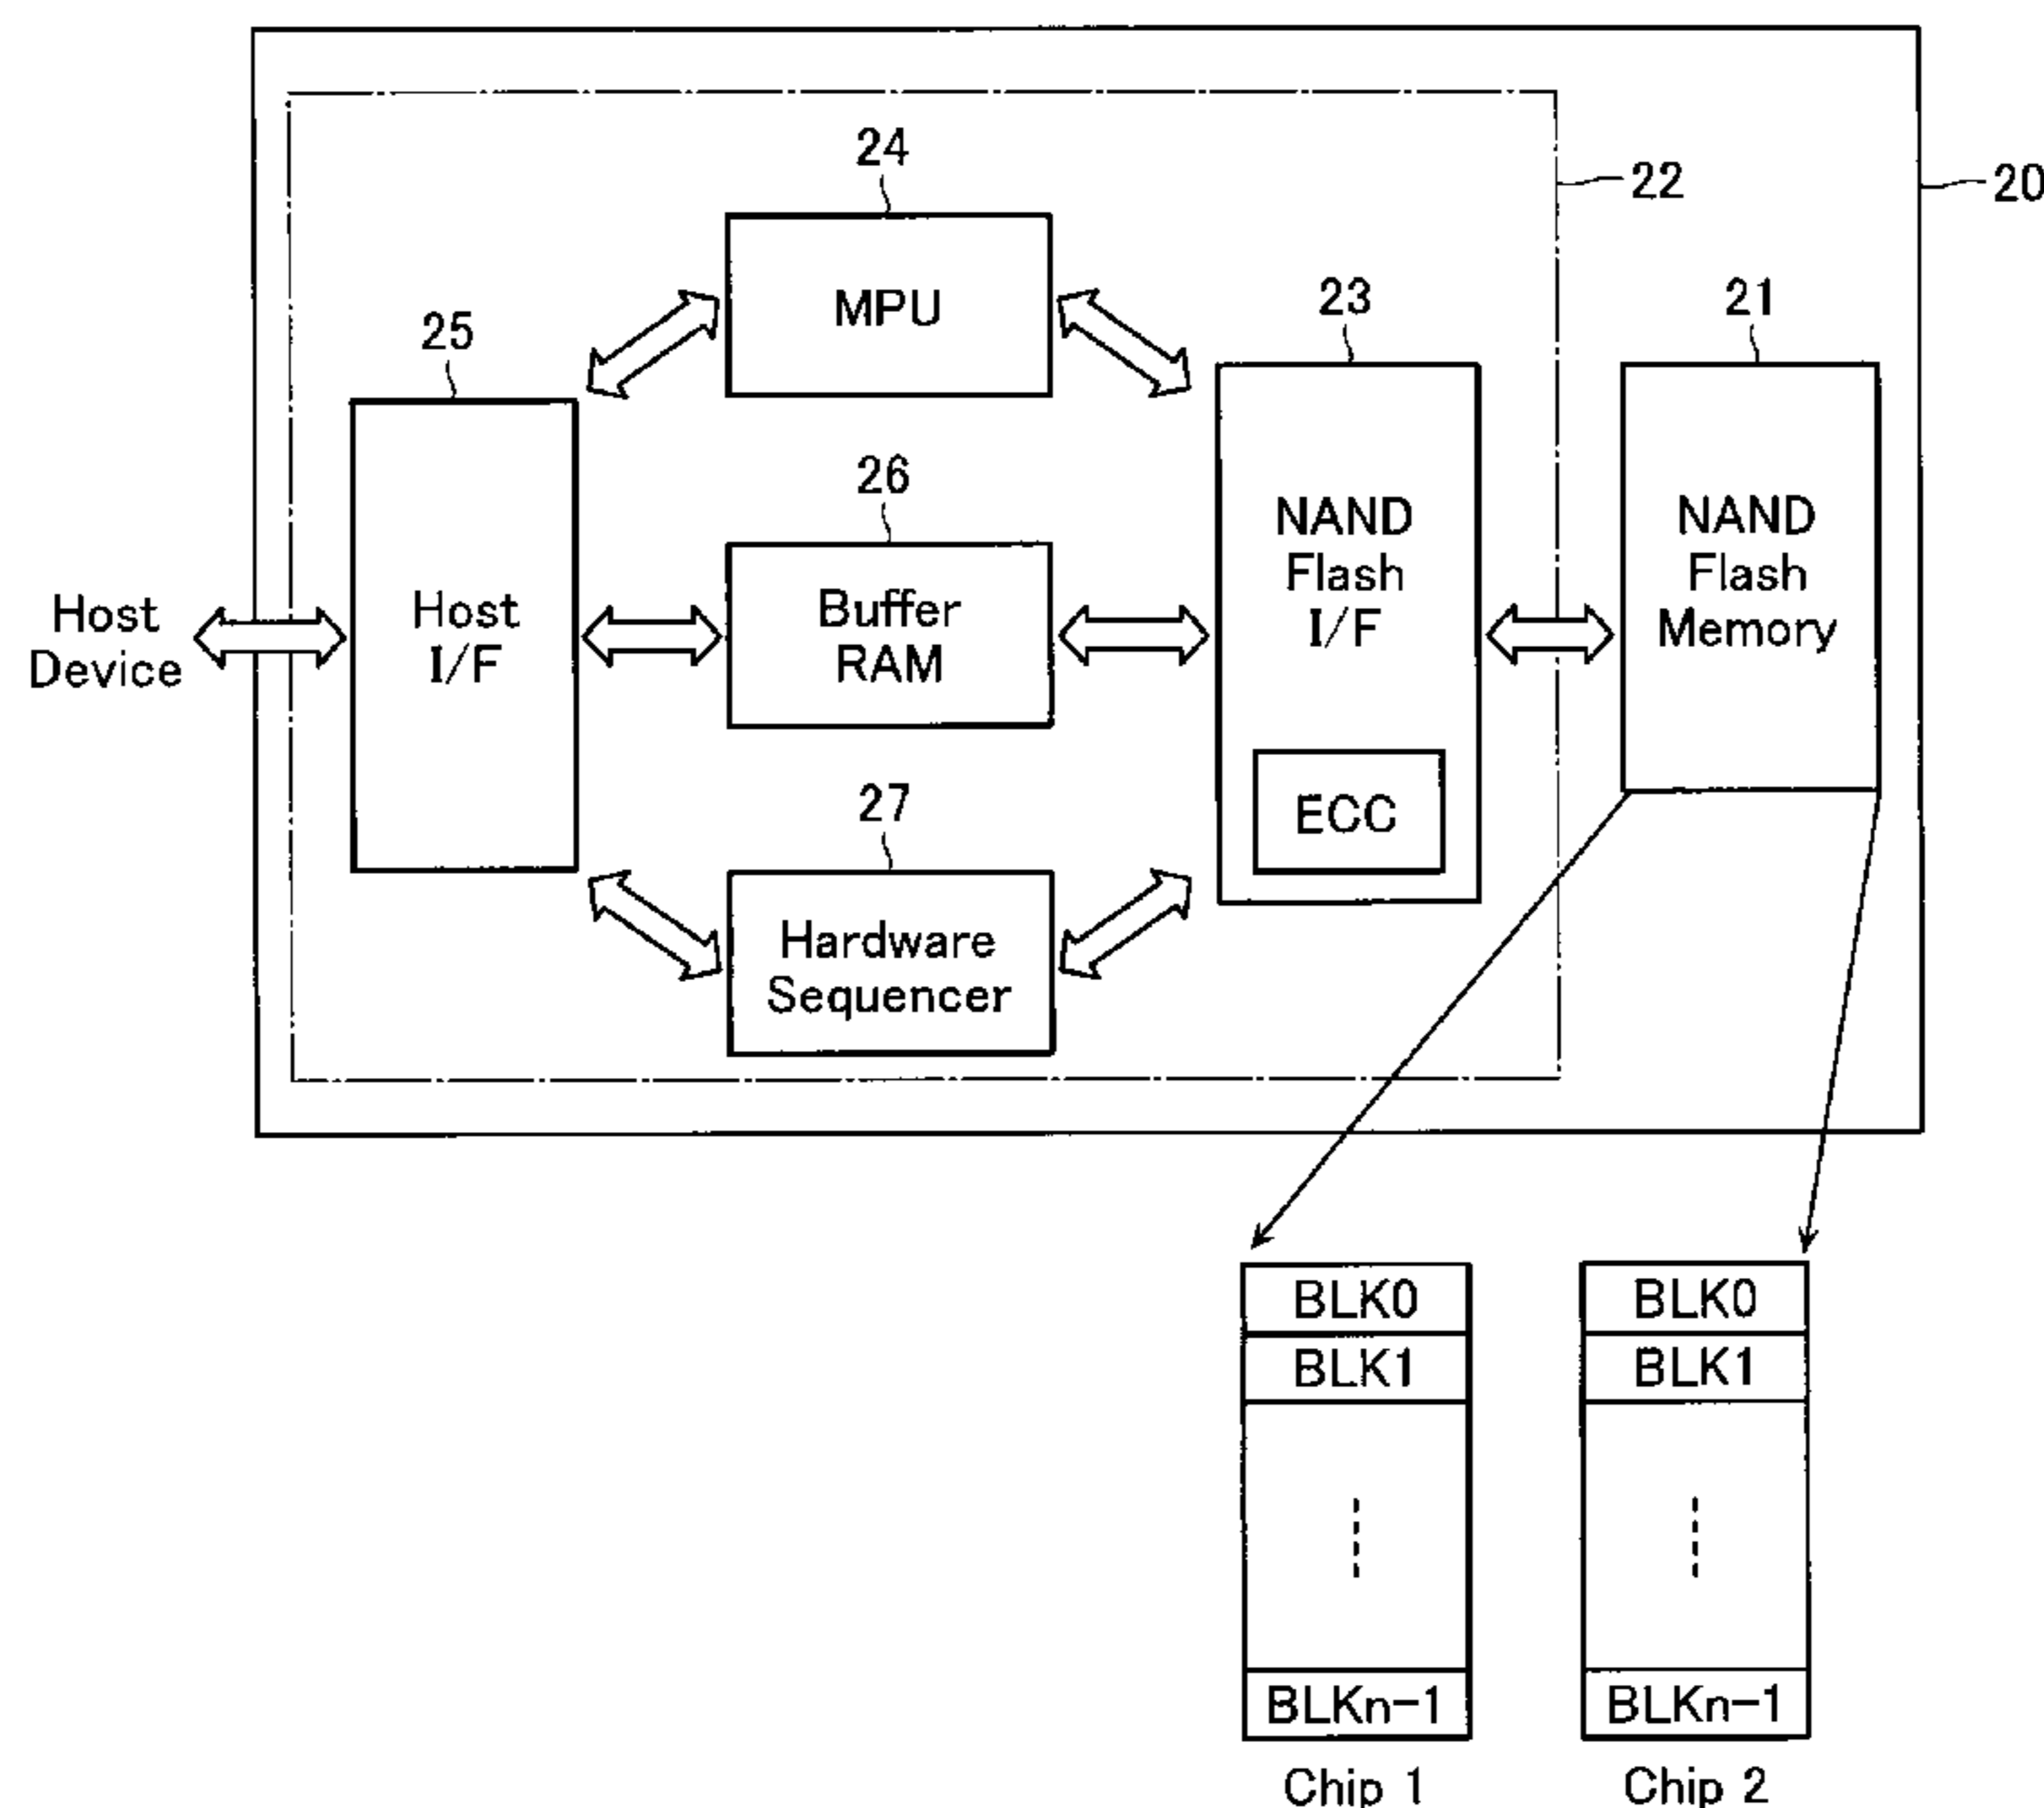 24
22
20
MPU
23
21
25
26
NAND
Flash
I/F
NAND
Flash
Memory
Host
Device
Host
I/F
Buffer
RAM
27
ECC
Hardware
Sequencer
BLK0
BLK0
BLK1
BLK1
BLKn-1
BLKn-1
Chip 1
Chip 2